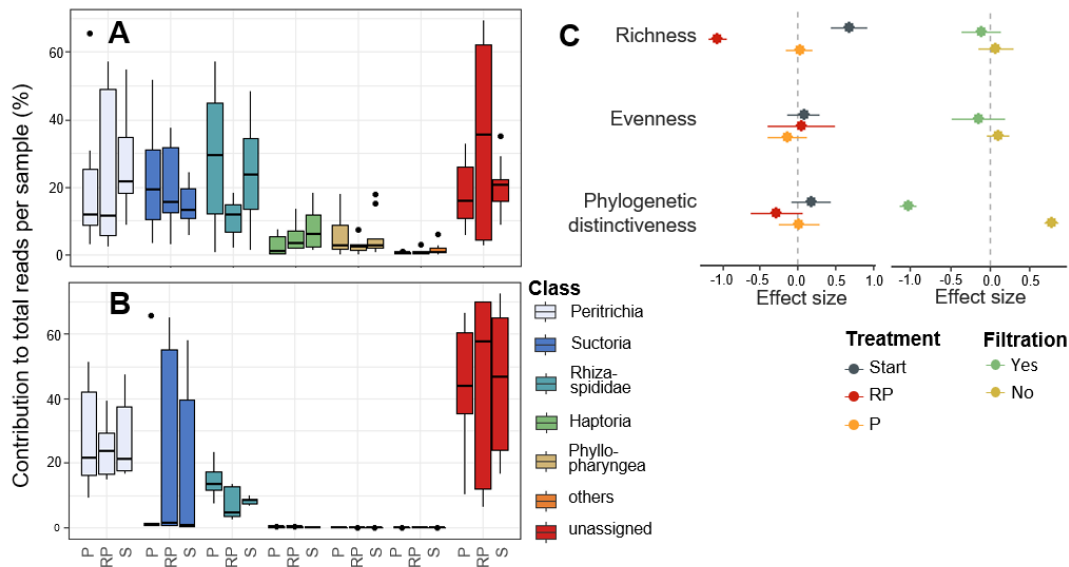 Contribution to total reads per sample (%)
A
60
40
20
0
B
60
40
20
0
P RP S P RP S P RP S P RP S P RP S P RP S P RP S
Class
Peritrichia
Suctoria
Rhiza-
spididae
Haptoria
Phyllo-
pharyngea
others
unassigned
C
Richness
Evenness
Phylogenetic
distinctiveness
-1.0 -0.5 0.0 0.5 1.0
Effect size
-1.0 -0.5 0.0 0.5
Effect size
Treatment
Start
RP
P
Filtration
Yes
No